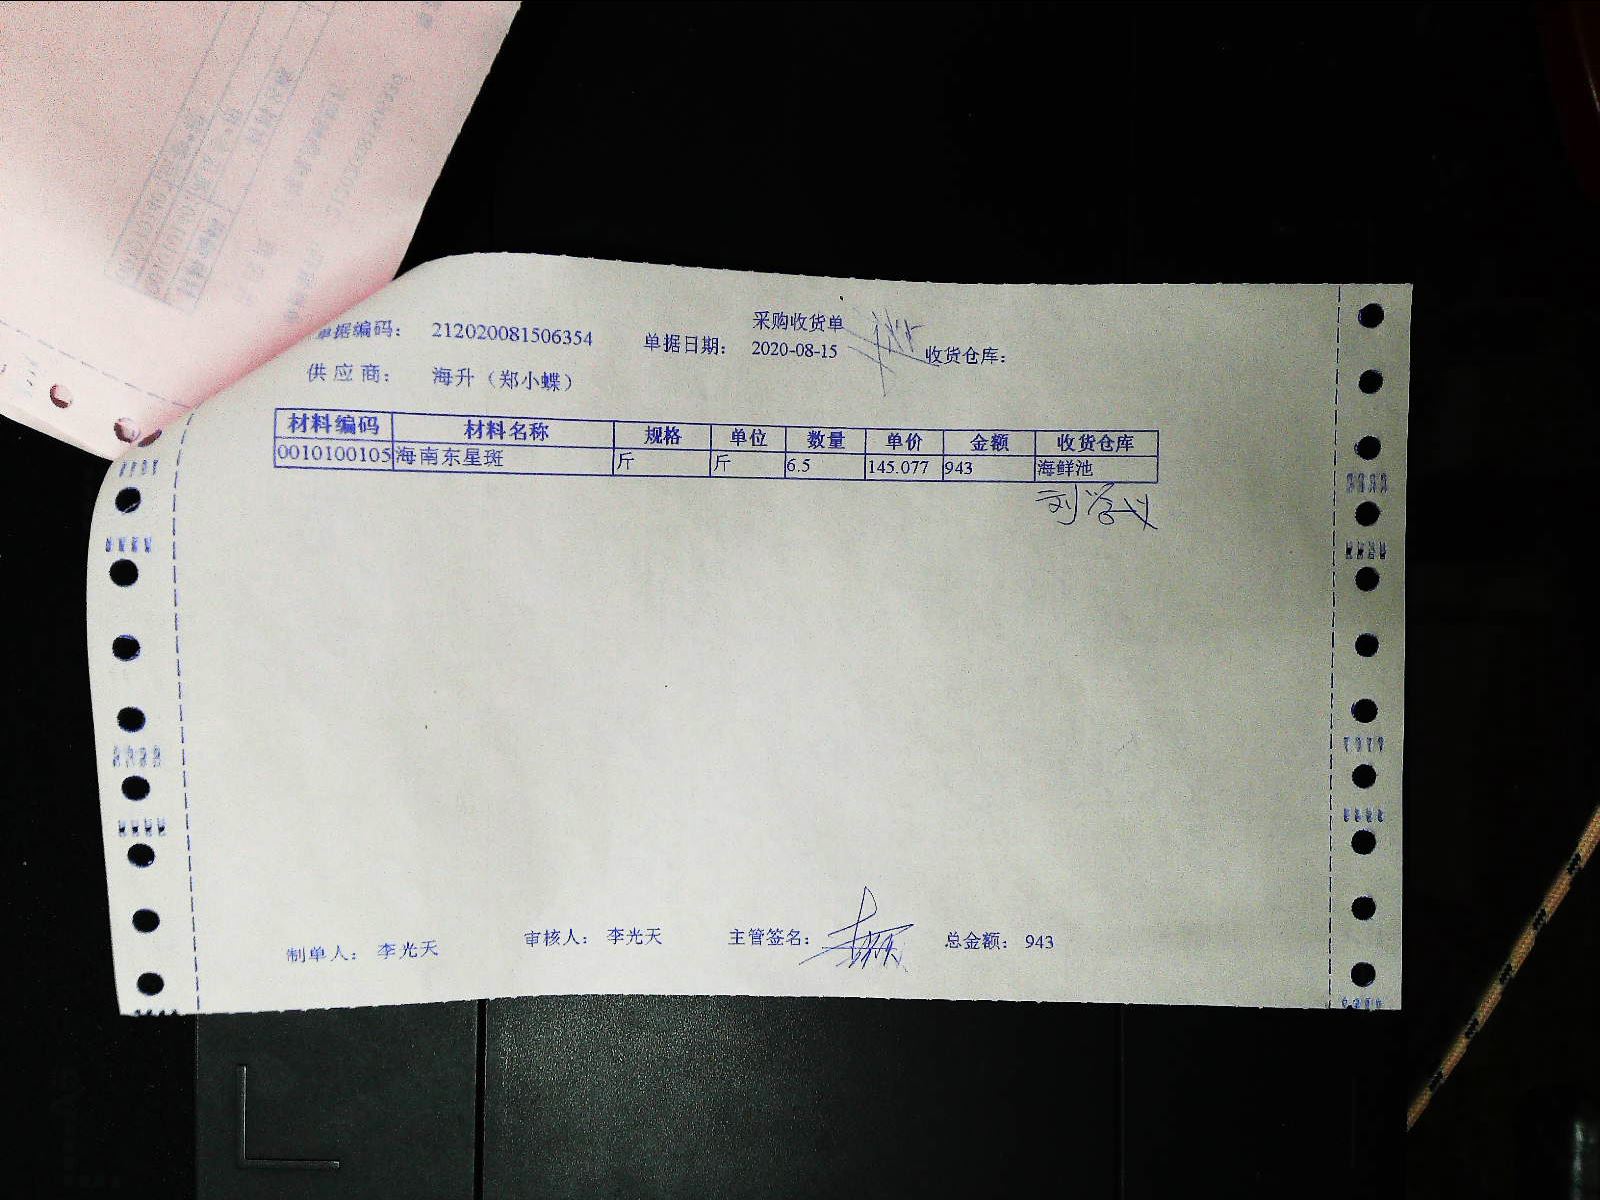 采购收货单
单据编码: 212020081506354 单据日期: 2020-08-15 收货仓库:
供应商: 海升（郑小蝶）
材料编码 材料名称 规格 单位 数量 单价 金额 收货仓库
0010100105 海南东星斑 斤 斤 6.5 145.077 943 海鲜池
刘学义
制单人: 李光天 审核人: 李光天 主管签名: 总金额: 943